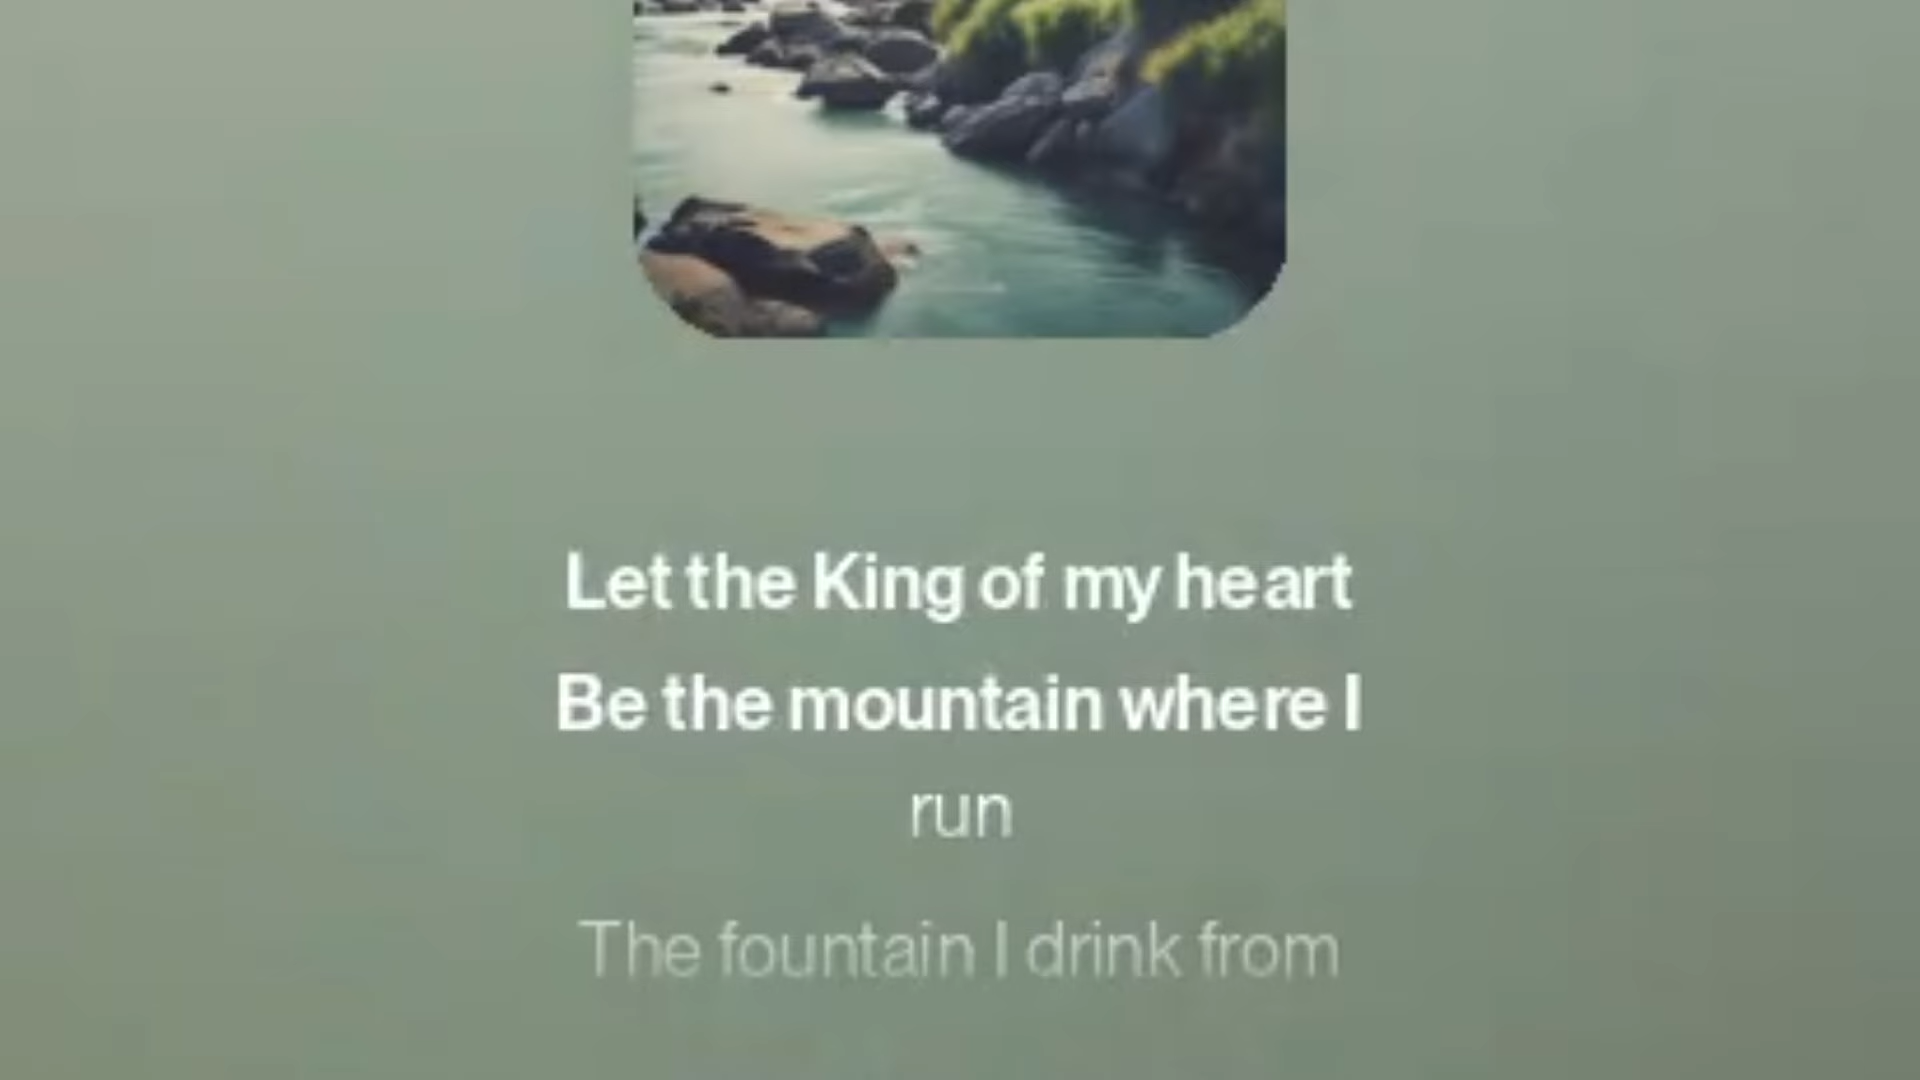 Let the King of my heart
Be the mountain where I
run
The fountain I drink from